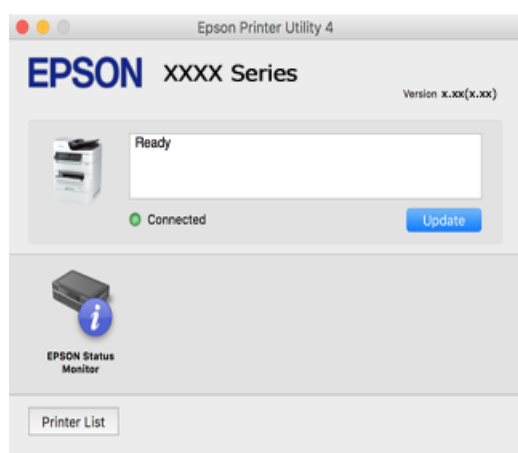 Epson Printer Utility 4
EPSON XXXX Series
Version x.xx(x.xx)
Ready
Connected
Update
EPSON Status
Monitor
Printer List